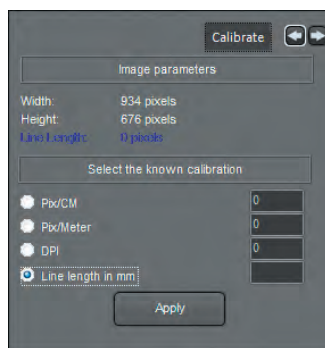 Calibrate
Image parameters
Width: 934 pixels
Height: 676 pixels
Line Length: 0 pixels
Select the known calibration
Pix/CM 0
Pix/Meter 0
DPI 0
Line length in mm
Apply